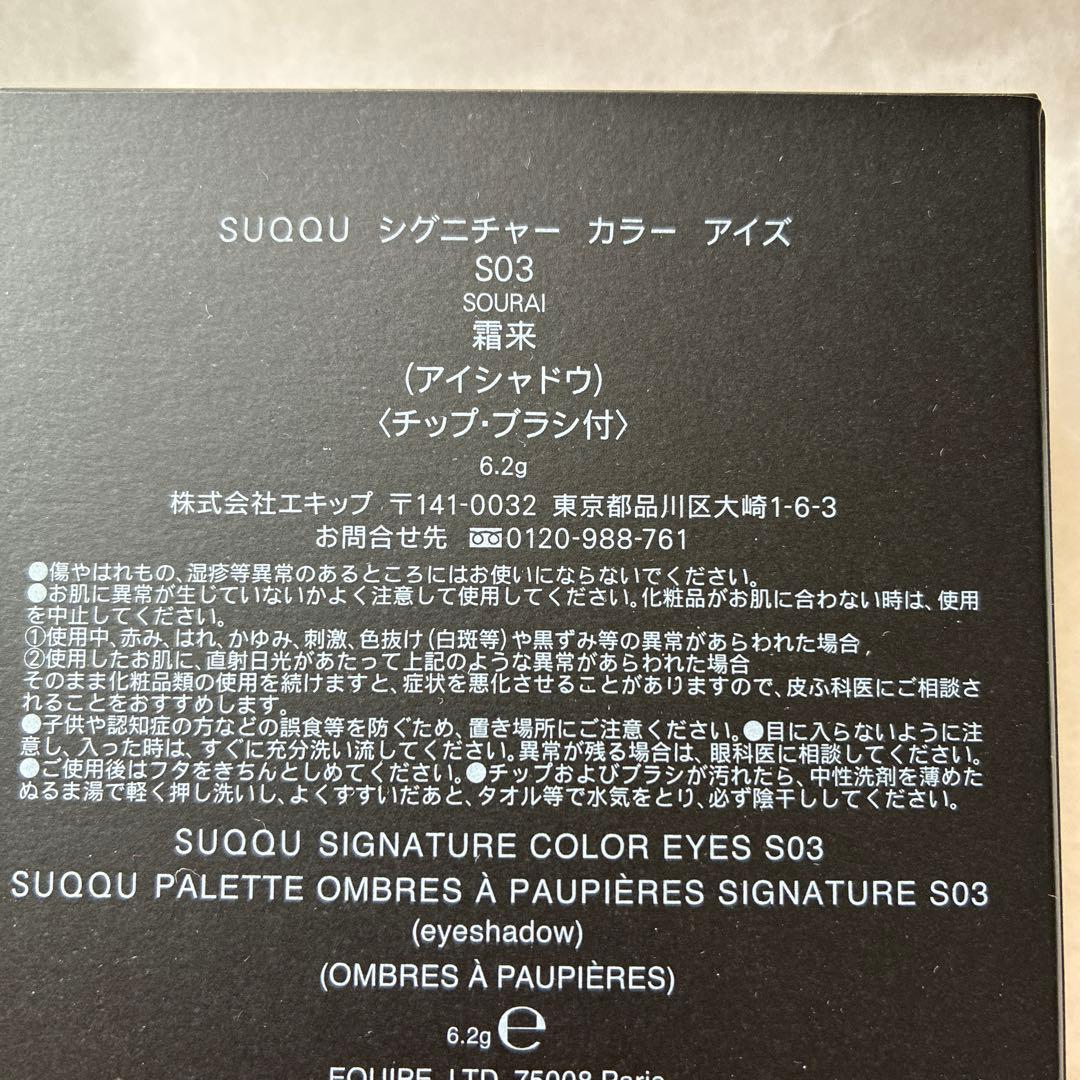 SUQQU シグニチャー カラー アイズ
S03
SOURAI
霜来
(アイシャドウ)
〈チップ・ブラシ付〉
6.2g
株式会社エキップ 〒141-0032 東京都品川区大崎1-6-3
お問合せ先 0120-988-761
●傷やはれもの、湿疹等異常のあるところにはお使いにならないでください。
●お肌に異常が生じていないかよく注意して使用してください。化粧品がお肌に合わない時は、使用
を中止してください。
①使用中、赤み、はれ、かゆみ、刺激、色抜け(白斑等)や黒ずみ等の異常があらわれた場合,
②使用したお肌に、直射日光があたって上記のような異常があらわれた場合
そのまま化粧品類の使用を続けますと、症状を悪化させることがありますので、皮ふ科医にご相談さ
れることをおすすめします。
●子供や認知症の方などの誤食等を防ぐため、置き場所にご注意ください。●目に入らないように注
意し、入った時は、すぐに充分洗い流してください。異常が残る場合は、眼科医に相談してください。
●ご使用後はフタをきちんとしめてください。●チップおよびブラシが汚れたら、中性洗剤を薄めた
ぬるま湯で軽く押し洗いし、よくすすいだあと、タオル等で水気をとり、必ず陰干ししてください。
SUQQU SIGNATURE COLOR EYES S03
SUQQU PALETTE OMBRES À PAUPIÈRES SIGNATURE S03
(eyeshadow)
(OMBRES À PAUPIÈRES)
6.2g ℮
EQUIPE, LTD. 75008 Paris